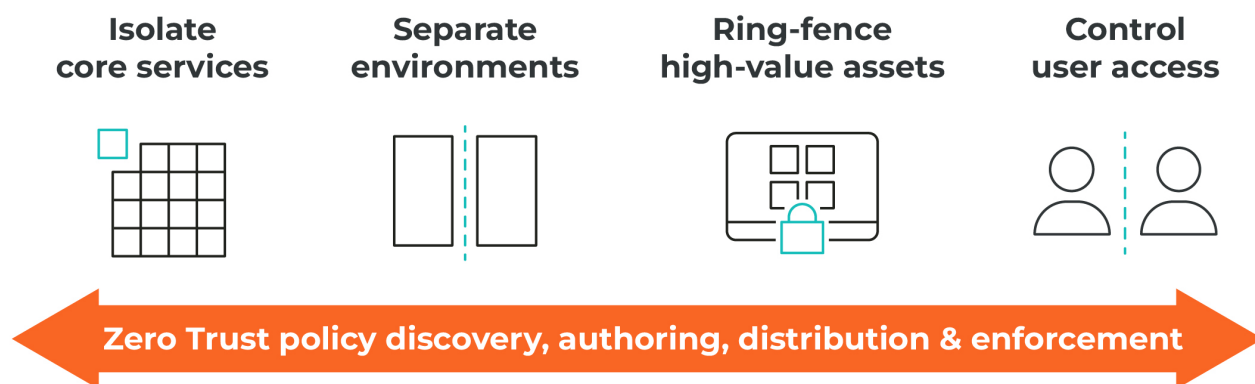 Isolate
core services
Separate
environments
Ring-fence
high-value assets
Control
user access
Zero Trust policy discovery, authoring, distribution & enforcement